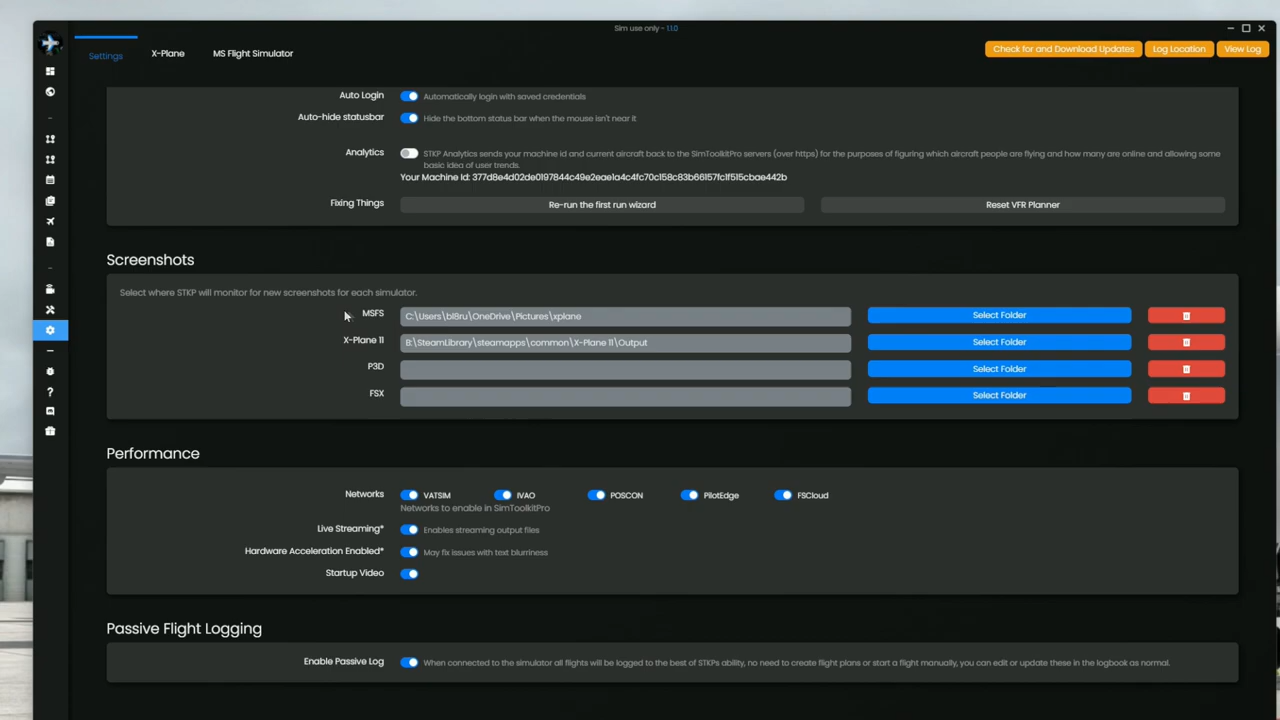 Sim use only - 1.1.0
Settings
X-Plane
MS Flight Simulator
Check for and Download Updates
Log Location
View Log
Auto Login
Automatically login with saved credentials
Auto-hide statusbar
Hide the bottom status bar when the mouse isn't near it
Analytics
STKP Analytics sends your machine id and current aircraft back to the SimToolkitPro servers (over https) for the purposes of figuring which aircraft people are flying and how many are online and allowing some
basic idea of user trends.
Your Machine Id: 377d8e4d02de0197844c49e2eae1a4c4fc70c158c83b66157fc1f515cbae442b
Fixing Things
Re-run the first run wizard
Reset VFR Planner
Screenshots
Select where STKP will monitor for new screenshots for each simulator.
MSFS
C:\Users\bl8ru\OneDrive\Pictures\xplane
Select Folder
X-Plane 11
B:\SteamLibrary\steamapps\common\X-Plane 11\Output
Select Folder
P3D
Select Folder
FSX
Select Folder
Performance
Networks
VATSIM
IVAO
POSCON
PilotEdge
FSCloud
Networks to enable in SimToolkitPro
Live Streaming*
Enables streaming output files
Hardware Acceleration Enabled*
May fix issues with text blurriness
Startup Video
Passive Flight Logging
Enable Passive Log
When connected to the simulator all flights will be logged to the best of STKPs ability, no need to create flight plans or start a flight manually, you can edit or update these in the logbook as normal.